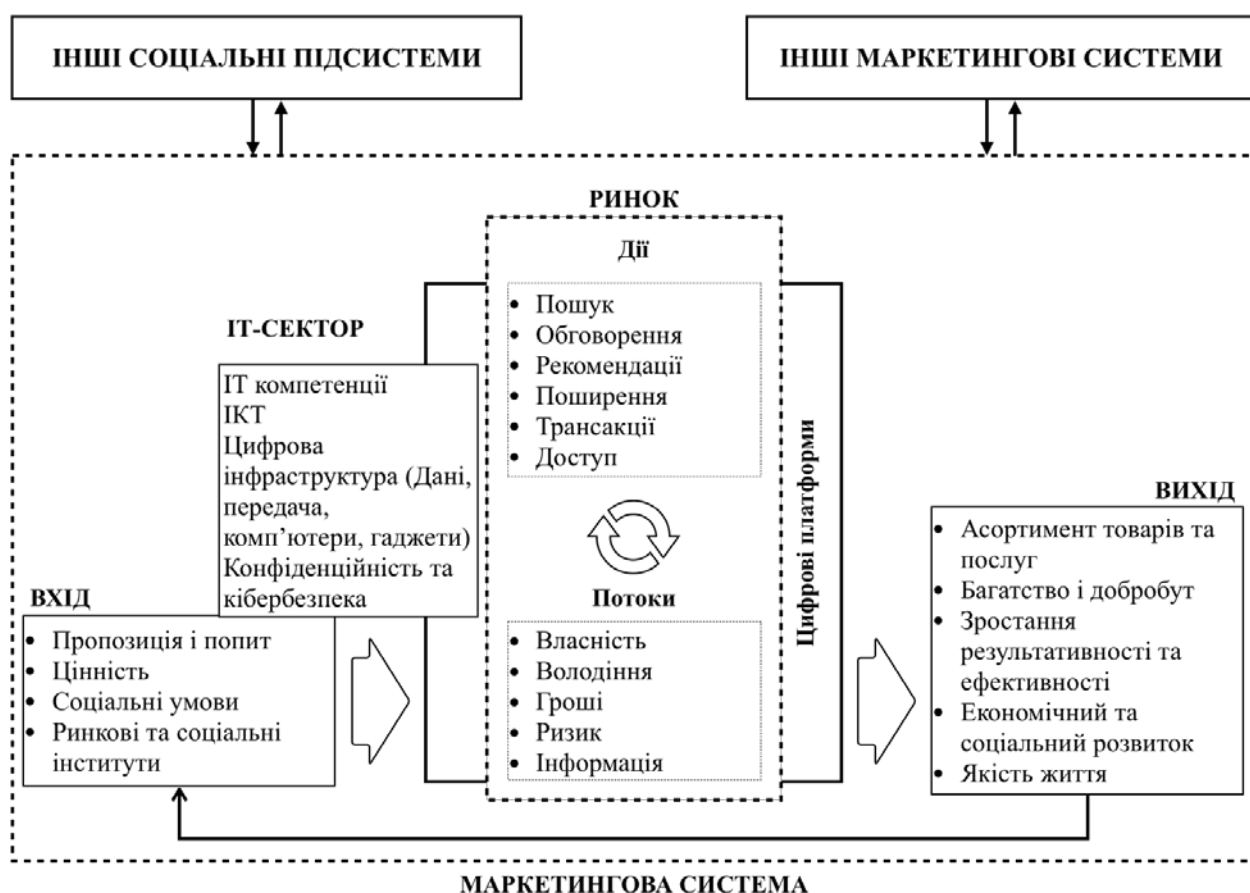 ІНШІ СОЦІАЛЬНІ ПІДСИСТЕМИ
ІНШІ МАРКЕТИНГОВІ СИСТЕМИ
РИНОК
Дії
• Пошук
• Обговорення
• Рекомендації
• Поширення
• Трансакції
• Доступ
ІТ-СЕКТОР
ІТ компетенції
ІКТ
Цифрова
інфраструктура (Дані,
передача,
комп’ютери, гаджети)
Конфіденційність та
кібербезпека
ВХІД
• Пропозиція і попит
• Цінність
• Соціальні умови
• Ринкові та соціальні
інститути
Потоки
• Власність
• Володіння
• Гроші
• Ризик
• Інформація
Цифрові платформи
ВИХІД
• Асортимент товарів та
послуг
• Багатство і добробут
• Зростання
результативності та
ефективності
• Економічний та
соціальний розвиток
• Якість життя
МАРКЕТИНГОВА СИСТЕМА